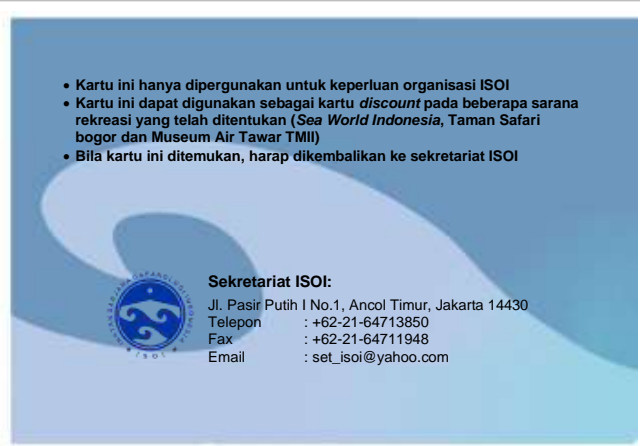 • Kartu ini hanya dipergunakan untuk keperluan organisasi ISOI
• Kartu ini dapat digunakan sebagai kartu discount pada beberapa sarana
rekreasi yang telah ditentukan (Sea World Indonesia, Taman Safari
bogor dan Museum Air Tawar TMII)
• Bila kartu ini ditemukan, harap dikembalikan ke sekretariat ISOI
Sekretariat ISOI:
Jl. Pasir Putih I No.1, Ancol Timur, Jakarta 14430
Telepon : +62-21-64713850
Fax : +62-21-64711948
Email : set_isoi@yahoo.com
ISOI